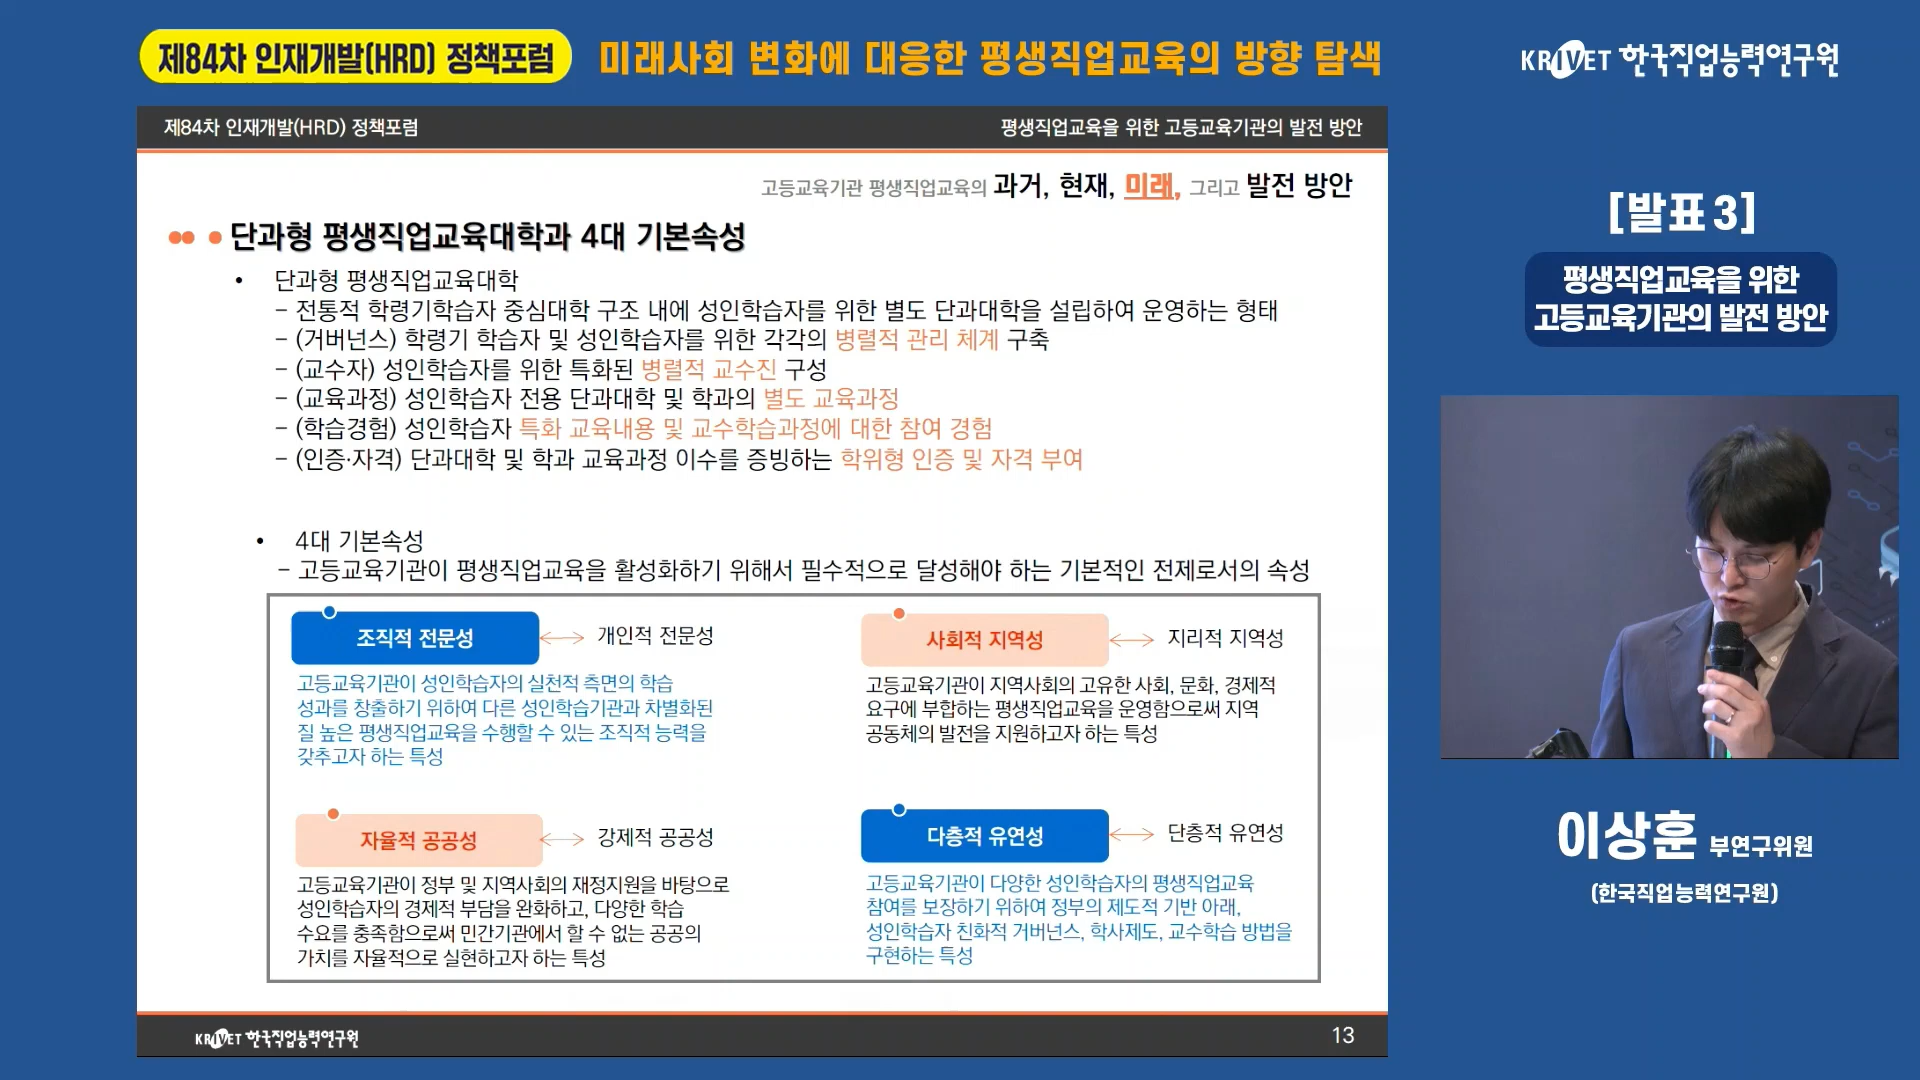 제84차 인재개발(HRD) 정책포럼 미래사회 변화에 대응한 평생직업교육의 방향 탐색
KRIVET 한국직업능력연구원
제84차 인재개발(HRD) 정책포럼
평생직업교육을 위한 고등교육기관의 발전 방안
고등교육기관 평생직업교육의 과거, 현재, 미래, 그리고 발전 방안
단과형 평생직업교육대학과 4대 기본속성
• 단과형 평생직업교육대학
– 전통적 학령기학습자 중심대학 구조 내에 성인학습자를 위한 별도 단과대학을 설립하여 운영하는 형태
– (거버넌스) 학령기 학습자 및 성인학습자를 위한 각각의 병렬적 관리 체계 구축
– (교수자) 성인학습자를 위한 특화된 병렬적 교수진 구성
– (교육과정) 성인학습자 전용 단과대학 및 학과의 별도 교육과정
– (학습경험) 성인학습자 특화 교육내용 및 교수학습과정에 대한 참여 경험
– (인증·자격) 단과대학 및 학과 교육과정 이수를 증빙하는 학위형 인증 및 자격 부여
• 4대 기본속성
– 고등교육기관이 평생직업교육을 활성화하기 위해서 필수적으로 달성해야 하는 기본적인 전제로서의 속성
조직적 전문성
개인적 전문성
고등교육기관이 성인학습자의 실천적 측면의 학습
성과를 창출하기 위하여 다른 성인학습기관과 차별화된
질 높은 평생직업교육을 수행할 수 있는 조직적 능력을
갖추고자 하는 특성
사회적 지역성
지리적 지역성
고등교육기관이 지역사회의 고유한 사회, 문화, 경제적
요구에 부합하는 평생직업교육을 운영함으로써 지역
공동체의 발전을 지원하고자 하는 특성
자율적 공공성
강제적 공공성
고등교육기관이 정부 및 지역사회의 재정지원을 바탕으로
성인학습자의 경제적 부담을 완화하고, 다양한 학습
수요를 충족함으로써 민간기관에서 할 수 없는 공공의
가치를 자율적으로 실현하고자 하는 특성
다층적 유연성
단층적 유연성
고등교육기관이 다양한 성인학습자의 평생직업교육
참여를 보장하기 위하여 정부의 제도적 기반 아래,
성인학습자 친화적 거버넌스, 학사제도, 교수학습 방법을
구현하는 특성
KRIVET 한국직업능력연구원
13
[발표 3]
평생직업교육을 위한
고등교육기관의 발전 방안
이상훈 부연구위원
(한국직업능력연구원)